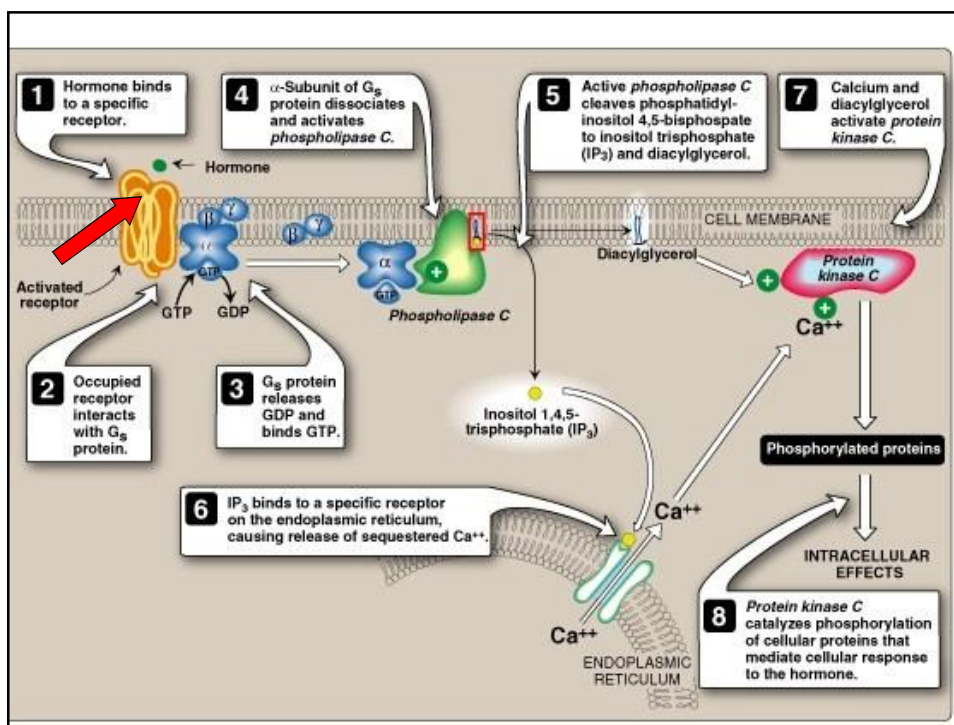 1
Hormone binds
to a specific
receptor.
4
α-Subunit of Gs
protein dissociates
and activates
phospholipase C.
5
Active phospholipase C
cleaves phosphatidyl-
inositol 4,5-bisphospate
to inositol trisphosphate
(IP3) and diacylglycerol.
7
Calcium and
diacylglycerol
activate protein
kinase C.
Hormone
CELL MEMBRANE
β γ
α
GTP
β γ
α
GTP
+
Diacylglycerol
Protein
kinase C
+
+
Ca++
Activated
receptor
GTP
GDP
Phospholipase C
2
Occupied
receptor
interacts
with Gs
protein.
3
Gs protein
releases
GDP and
binds GTP.
Inositol 1,4,5-
trisphosphate (IP3)
Phosphorylated proteins
6
IP3 binds to a specific receptor
on the endoplasmic reticulum,
causing release of sequestered Ca++.
Ca++
INTRACELLULAR
EFFECTS
Ca++
ENDOPLASMIC
RETICULUM
8
Protein kinase C
catalyzes phosphorylation
of cellular proteins that
mediate cellular response
to the hormone.